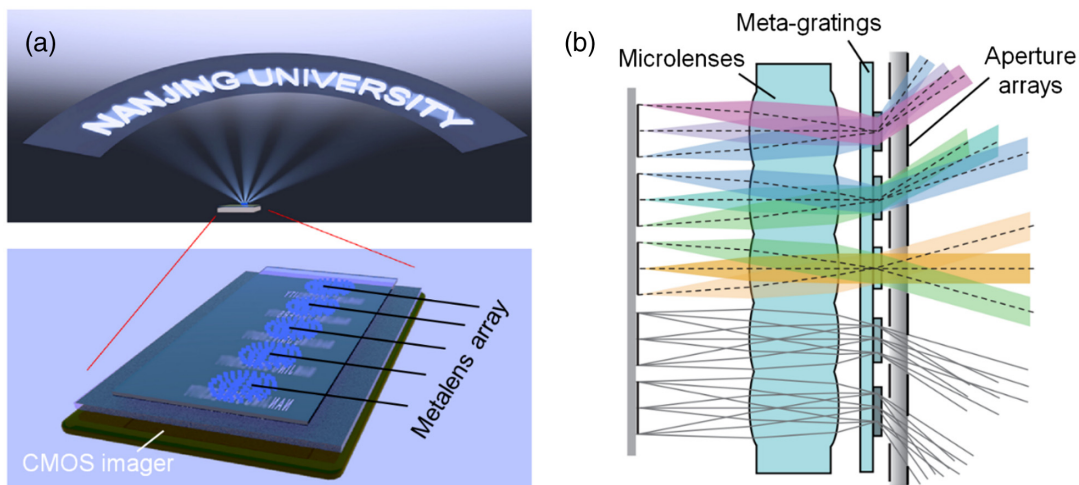 (a)
NANJING UNIVERSITY
Metalens array
CMOS imager
(b)
Meta-gratings
Microlenses
Aperture
arrays